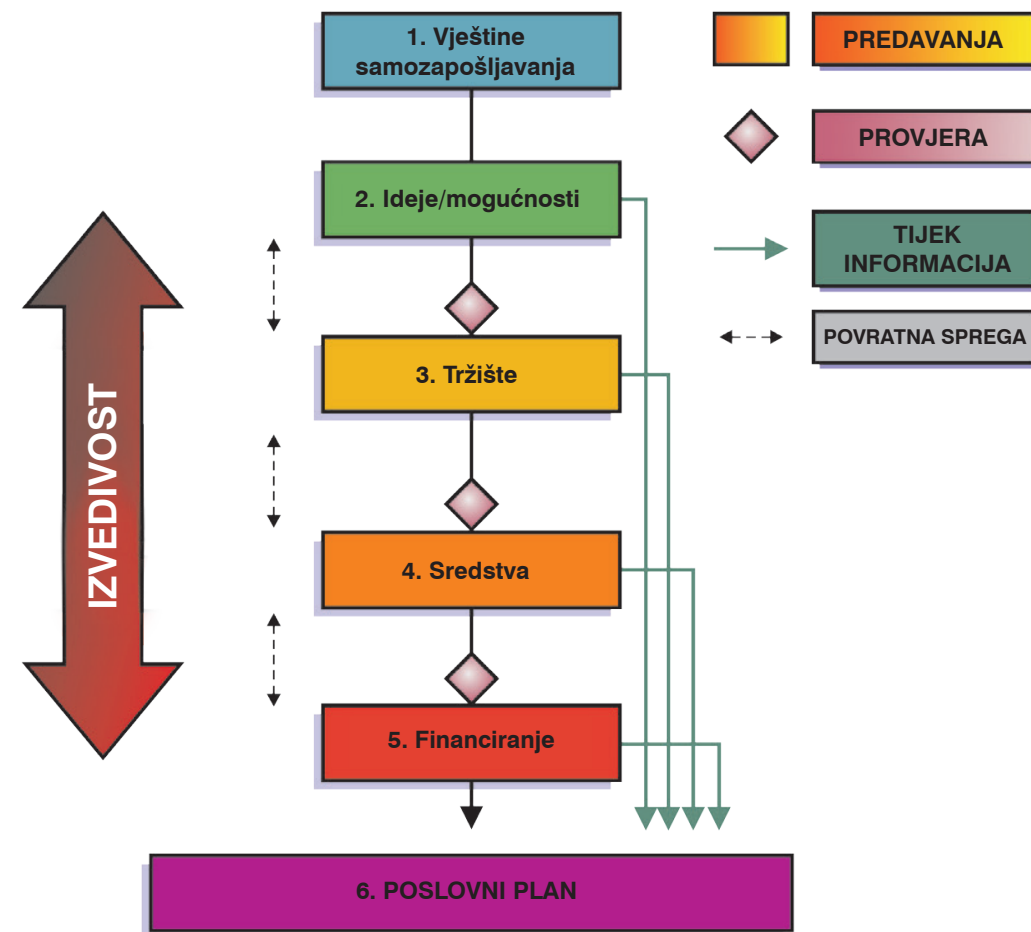 1. Vještine
samozapošljavanja
2. Ideje/mogućnosti
3. Tržište
4. Sredstva
5. Financiranje
6. POSLOVNI PLAN
IZVEDIVOST
PREDAVANJA
PROVJERA
TIJEK
INFORMACIJA
POVRATNA SPREGA